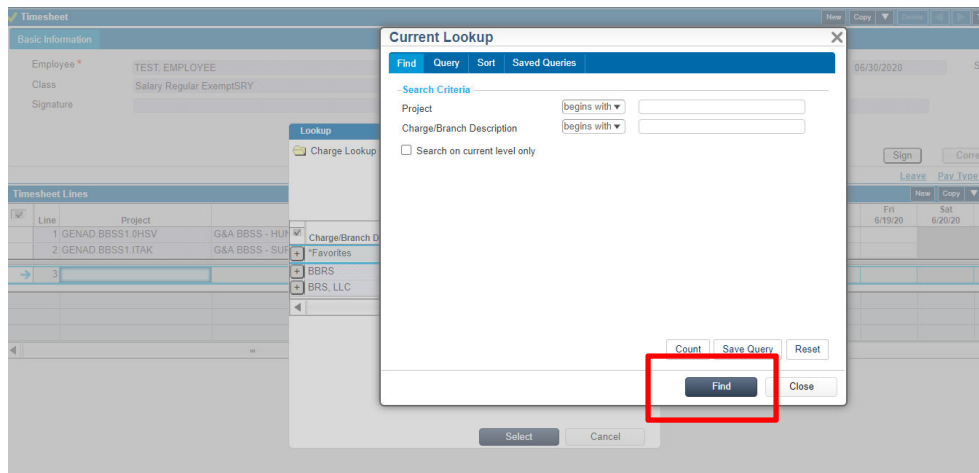 Timesheet
New Copy Delete
Basic Information
Employee *
TEST, EMPLOYEE
06/30/2020
S
Class
Salary Regular ExemptSRY
Signature
Sign
Corre
Leave Pay Type
Timesheet Lines
New Copy
Line Project
Fri 6/19/20
Sat 6/20/20
1 GENAD.BBSS1.0HSV G&A BBSS - HUN
2 GENAD.BBSS1.ITAK G&A BBSS - SUP
3
Lookup
Charge Lookup
Charge/Branch D
*Favorites
BBRS
BRS, LLC
Select Cancel
Current Lookup
Find Query Sort Saved Queries
Search Criteria
Project begins with
Charge/Branch Description begins with
Search on current level only
Count Save Query Reset
Find Close